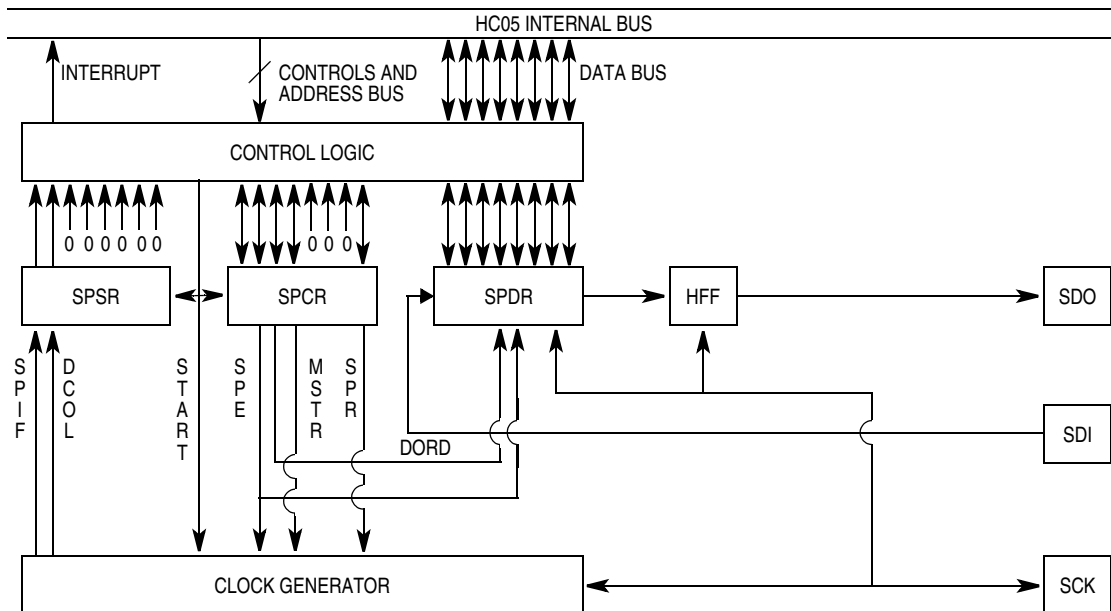 HC05 INTERNAL BUS
INTERRUPT
CONTROLS AND
ADDRESS BUS
DATA BUS
CONTROL LOGIC
0 0 0 0 0 0
0 0 0
SPSR
SPCR
SPDR
HFF
SDO
SPIF
DCOL
START
SPE
MSTR
SPR
DORD
SDI
CLOCK GENERATOR
SCK